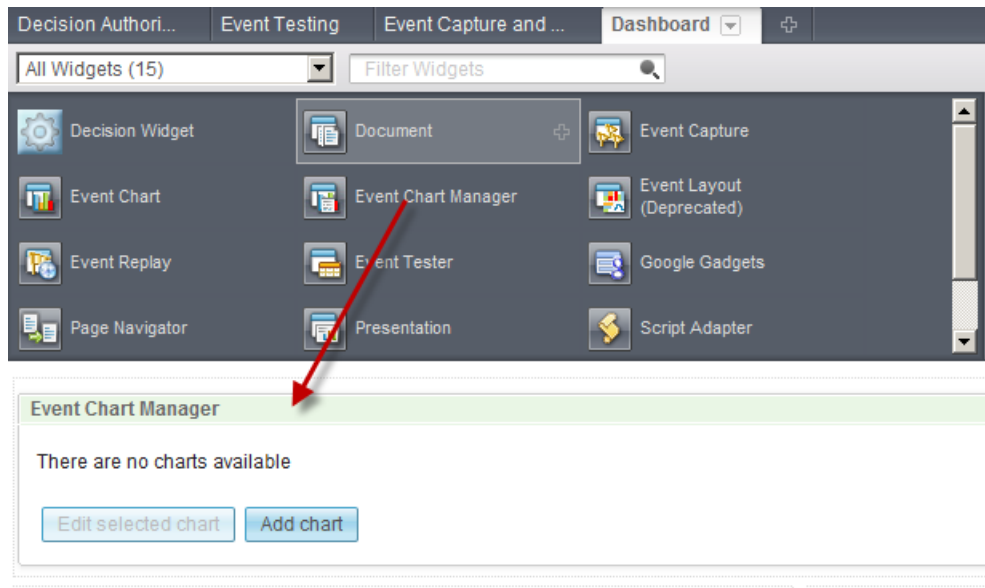 Decision Authori... Event Testing Event Capture and ... Dashboard
All Widgets (15) Filter Widgets
Decision Widget Document Event Capture
Event Chart Event Chart Manager Event Layout
(Deprecated)
Event Replay Event Tester Google Gadgets
Page Navigator Presentation Script Adapter
Event Chart Manager
There are no charts available
Edit selected chart Add chart